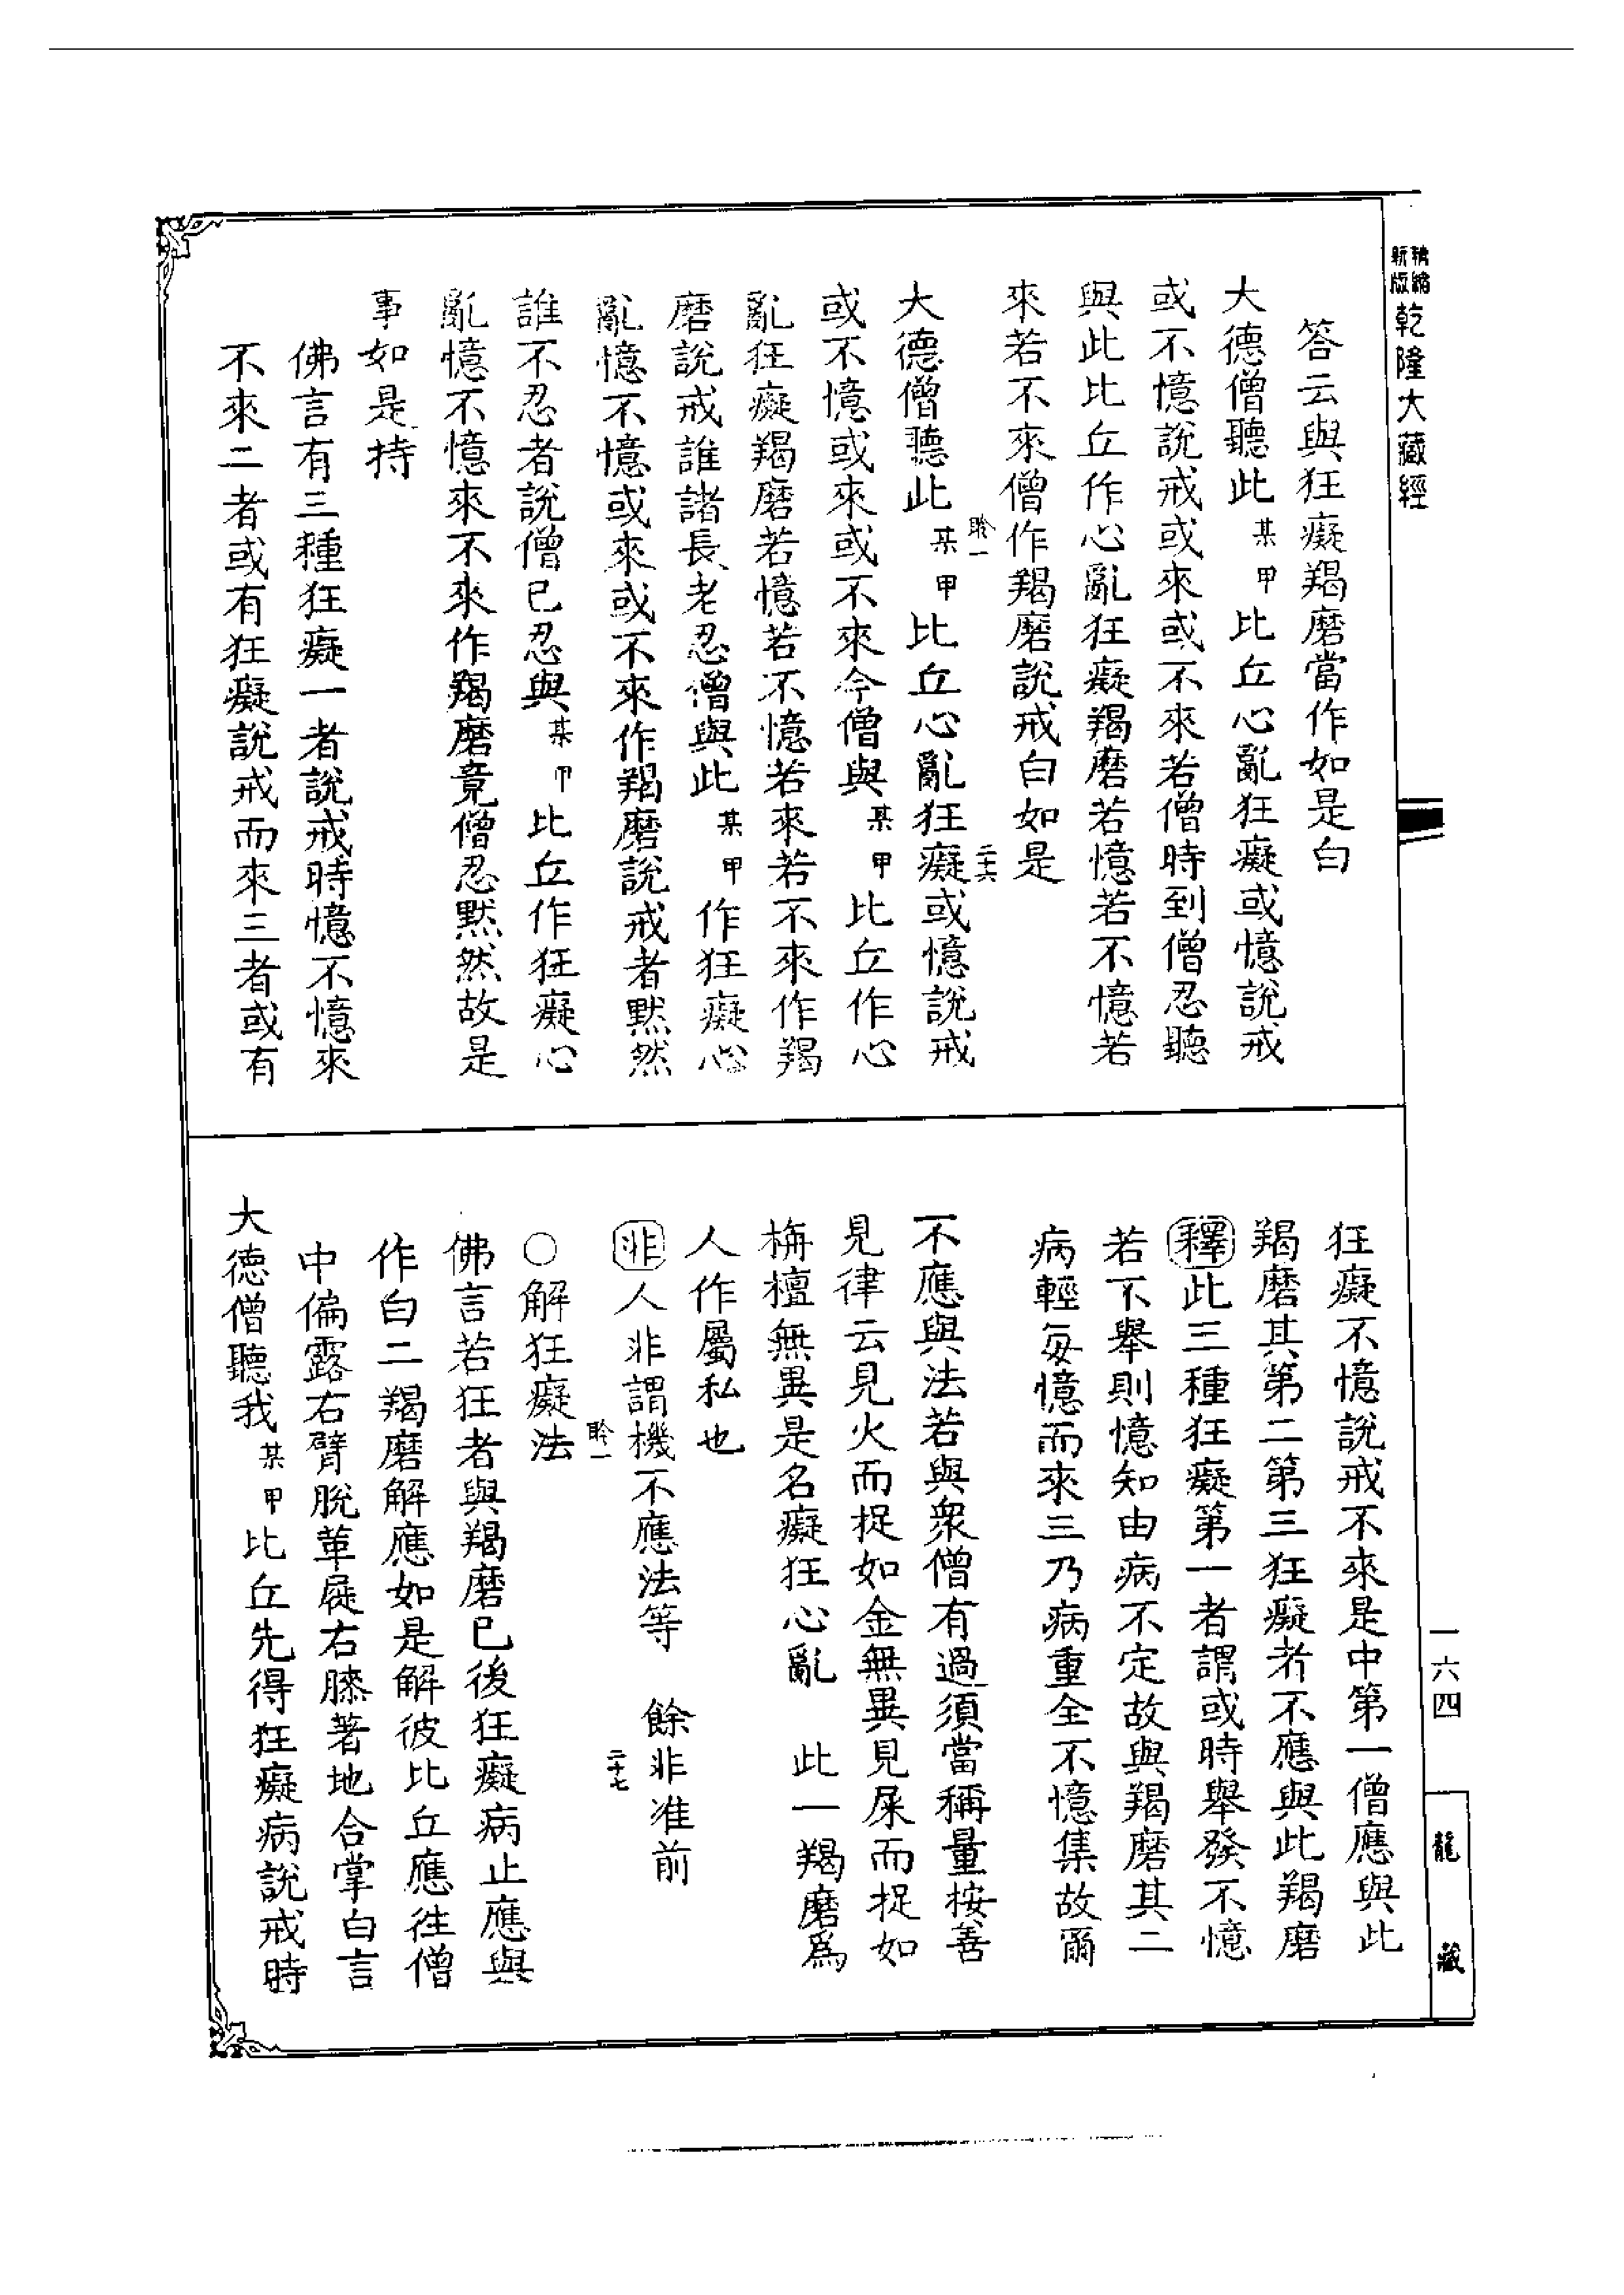 精縮
新版
乾隆大藏經
答云與狂癡羯磨當作如是白
大德僧聽此某甲比丘心亂狂癡或憶說戒
或不憶說戒或來或不來若僧時到僧忍聽
與此比丘作心亂狂癡羯磨若憶若不憶若
來若不來僧作羯磨說戒白如是
聆一
二十六
大德僧聽此某甲比丘心亂狂癡或憶說戒
或不憶或來或不來今僧與某甲比丘作心
亂狂癡羯磨若憶若不憶若來若不來作羯
磨說戒誰諸長老忍僧與此某甲作狂癡心
亂憶不憶或來或不來作羯磨說戒者默然
誰不忍者說僧已忍與某甲比丘作狂癡心
亂憶不憶來不來作羯磨竟僧忍默然故是
事如是持
佛言有三種狂癡一者說戒時憶不憶來
不來二者或有狂癡說戒而來三者或有
一六四
龍藏
狂癡不憶說戒不來是中第一僧應與此
羯磨其第二第三狂癡者不應與此羯磨
釋此三種狂癡第一者謂或時舉發不憶
若不舉則憶知由病不定故與羯磨其二
病輕每憶而來三乃病重全不憶集故爾
不應與法若與衆僧有過須當稱量按善
見律云見火而捉如金無異見屎而捉如
栴檀無異是名癡狂心亂 此一羯磨爲
人作屬私也
非人非謂機不應法等 餘非准前
聆一
二十七
○解狂癡法
佛言若狂者與羯磨已後狂癡病止應與
作白二羯磨解應如是解彼比丘應徃僧
中偏露右臂脫革屣右膝著地合掌白言
大德僧聽我某甲比丘先得狂癡病說戒時